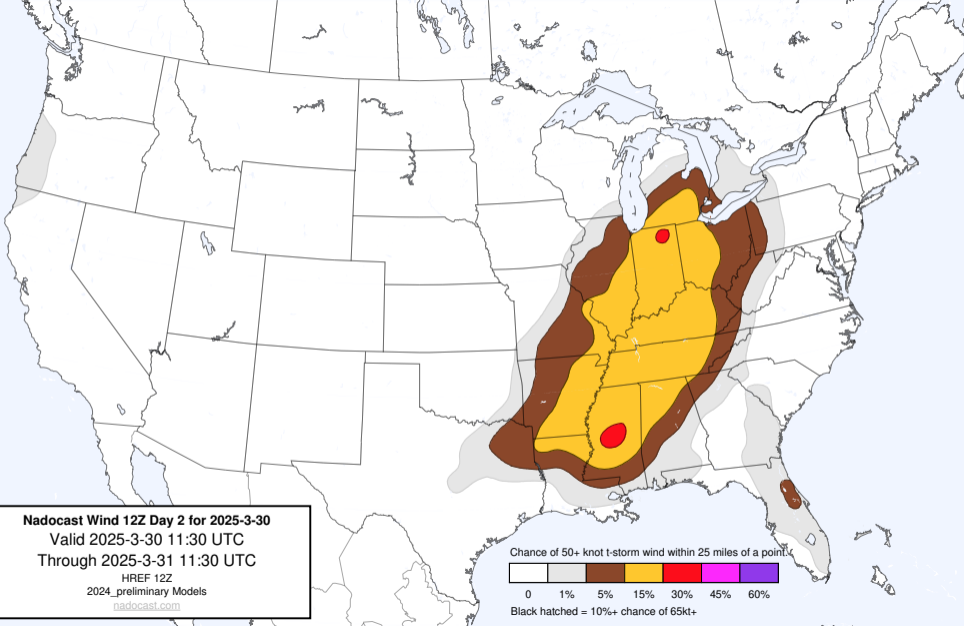 Nadocast Wind 12Z Day 2 for 2025-3-30
Valid 2025-3-30 11:30 UTC
Through 2025-3-31 11:30 UTC
HREF 12Z
2024_preliminary Models
nadocast.com
Chance of 50+ knot t-storm wind within 25 miles of a point.
0 1% 5% 15% 30% 45% 60%
Black hatched = 10%+ chance of 65kt+